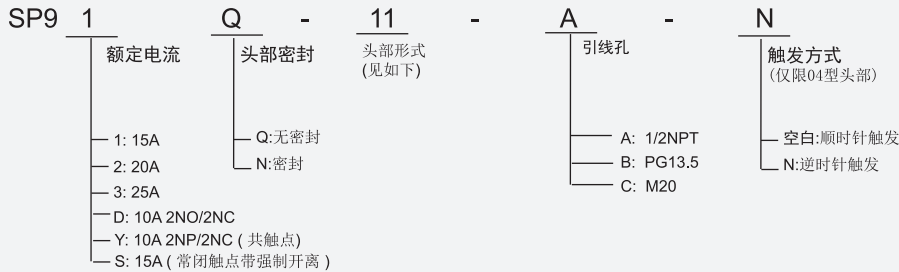 SP9 1 Q - 11 - A - N
额定电流 头部密封 头部形式 引线孔 触发方式
(见如下) (仅限04型头部)
1: 15A Q:无密封 A: 1/2NPT 空白:顺时针触发
2: 20A N:密封 B: PG13.5 N:逆时针触发
3: 25A C: M20
D: 10A 2NO/2NC
Y: 10A 2NP/2NC ( 共触点)
S: 15A ( 常闭触点带强制开离 )